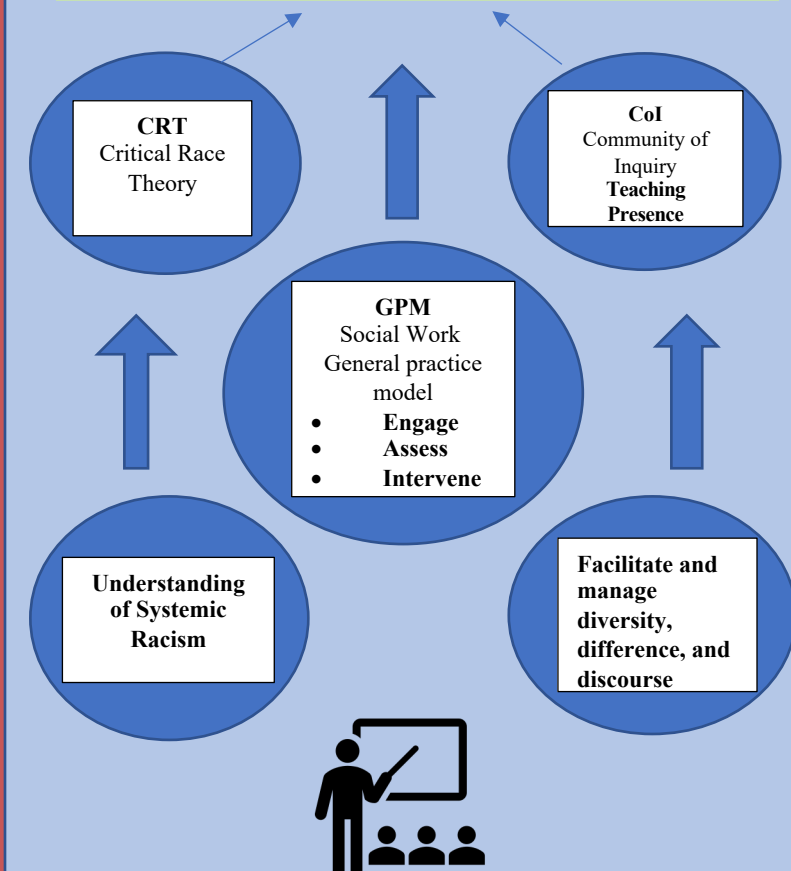 CRT
Critical Race
Theory
CoI
Community of
Inquiry
Teaching
Presence
GPM
Social Work
General practice
model
• Engage
• Assess
• Intervene
Understanding
of Systemic
Racism
Facilitate and
manage
diversity,
difference, and
discourse